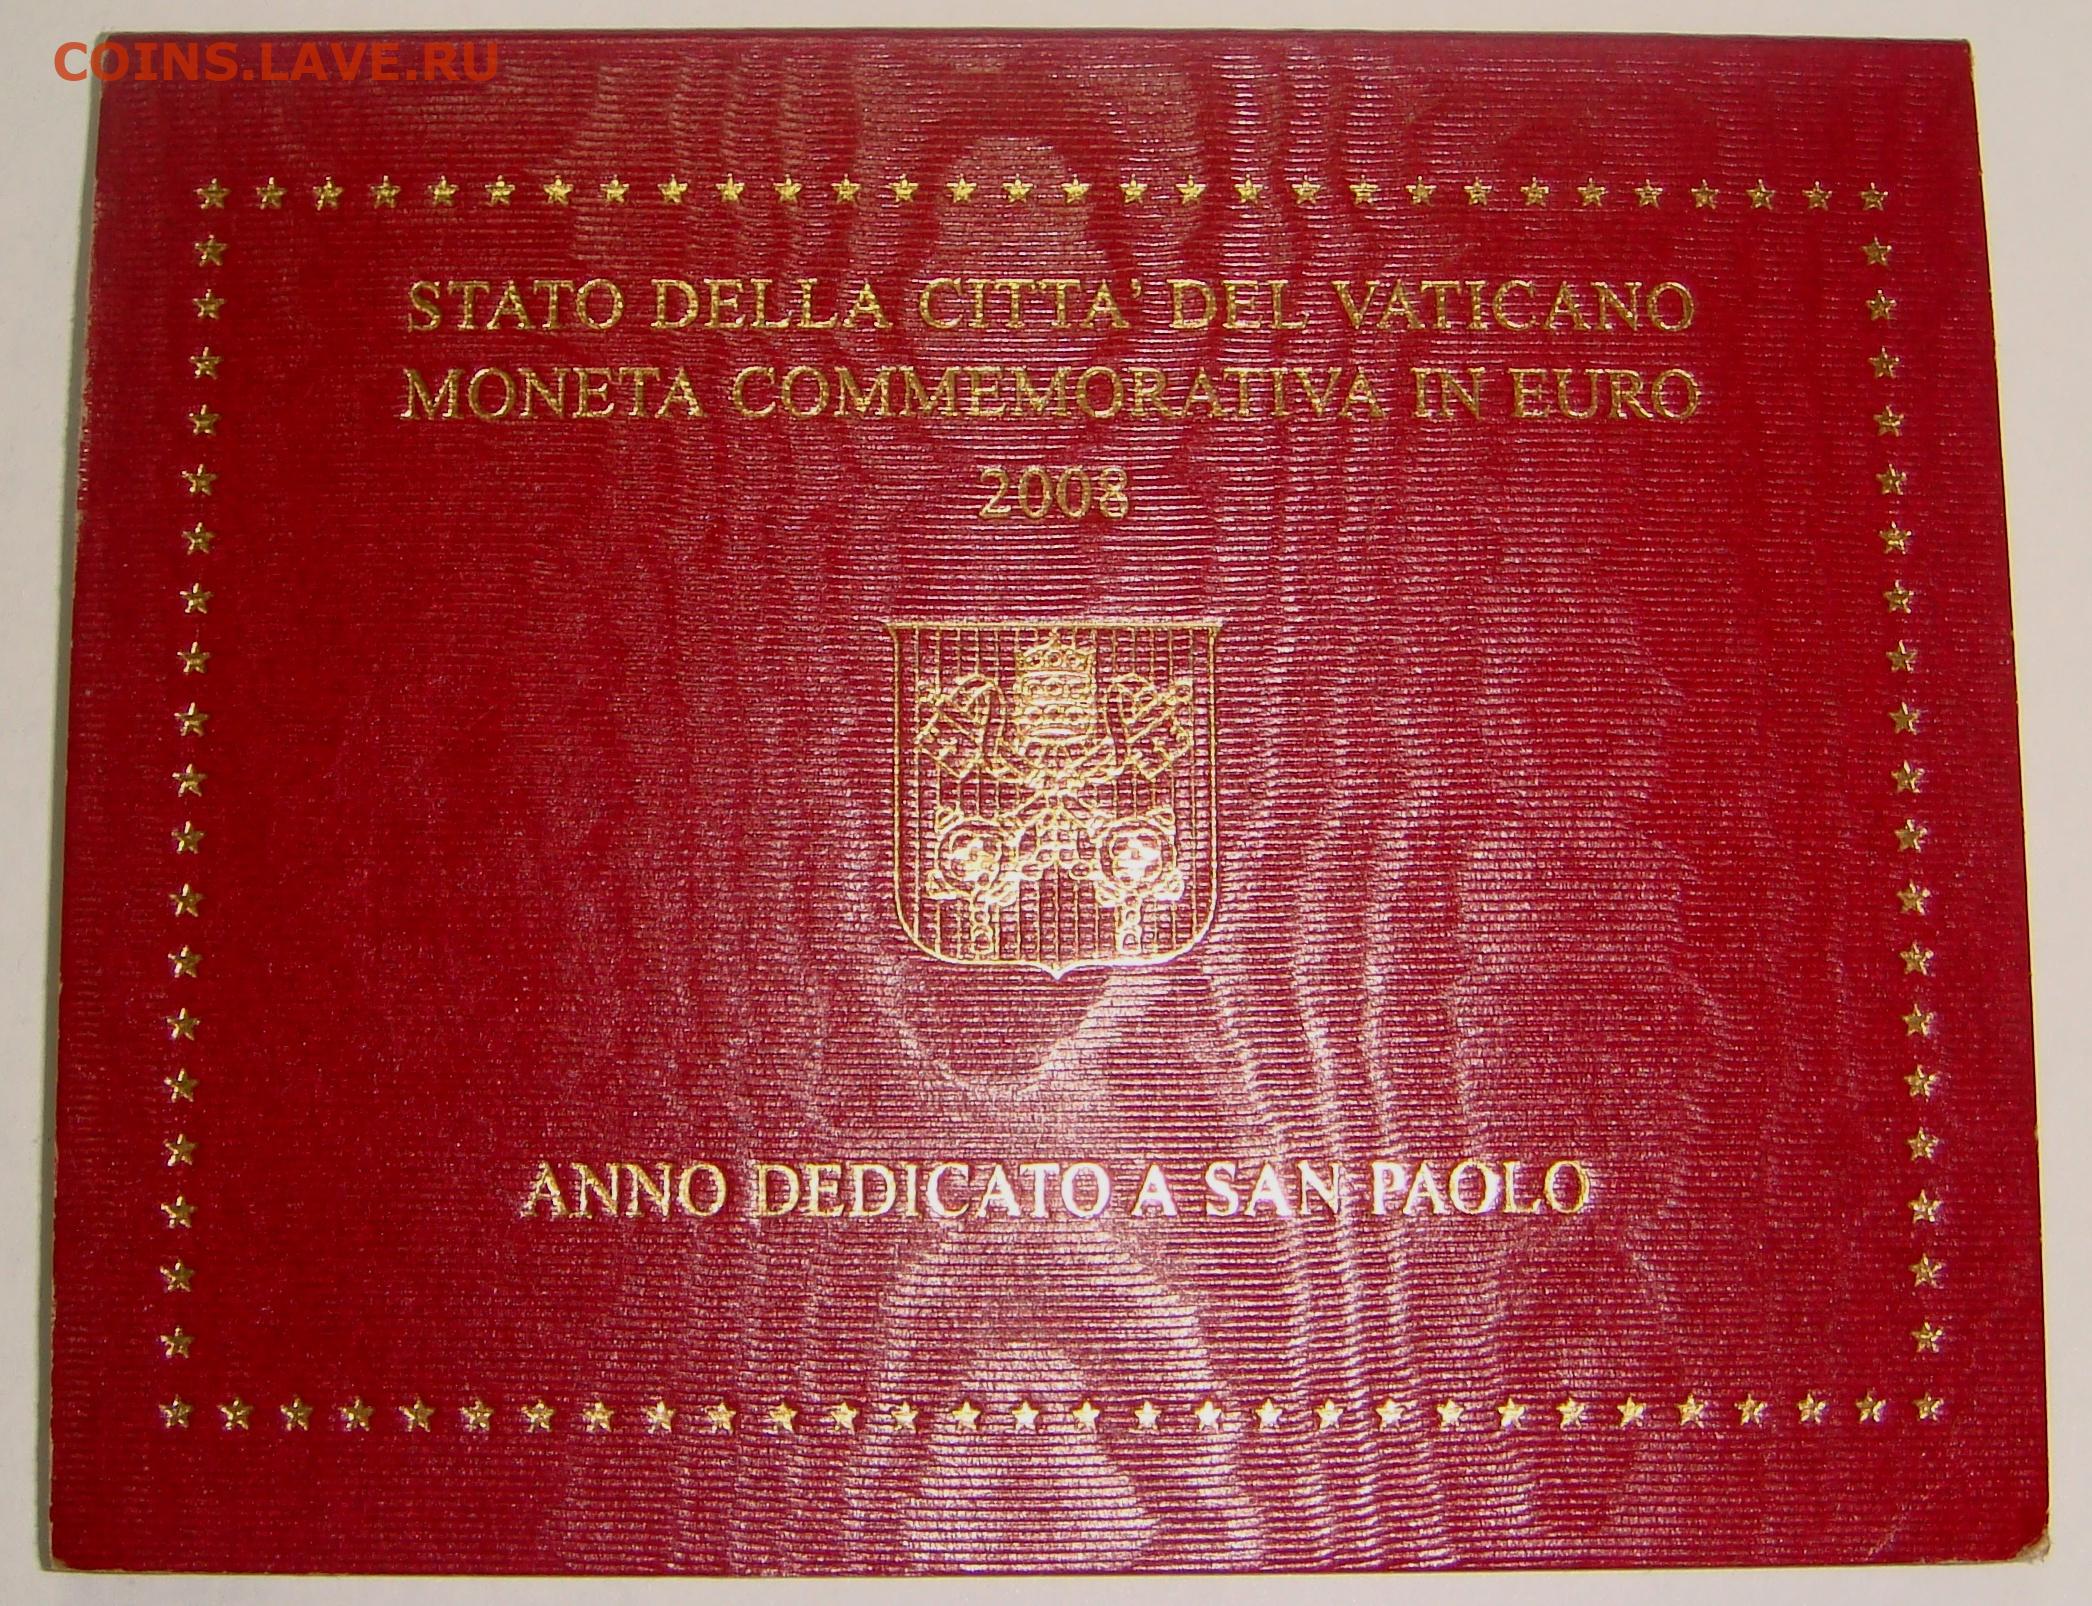 COINS.LAVE.RU
STATO DELLA CITTA' DEL VATICANO
MONETA COMMEMORATIVA IN EURO
2008
ANNO DEDICATO A SAN PAOLO